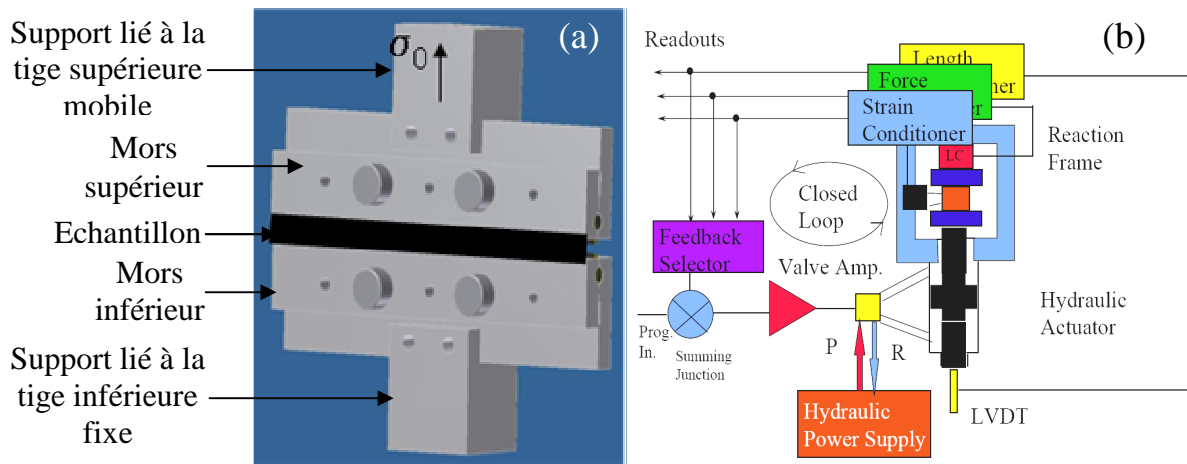 Support lié à la
tige supérieure
mobile
Mors
supérieur
Echantillon
Mors
inférieur
Support lié à la
tige inférieure
fixe
(a)
σ0
(b)
Readouts
Length
Force
Strain
Conditioner
LC
Reaction
Frame
Closed
Loop
Feedback
Selector
Valve Amp.
Hydraulic
Actuator
Prog.
In.
Summing
Junction
P
R
Hydraulic
Power Supply
LVDT